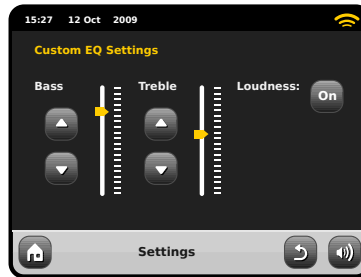 15:27 12 Oct 2009
Custom EQ Settings
Bass Treble Loudness: On
Settings